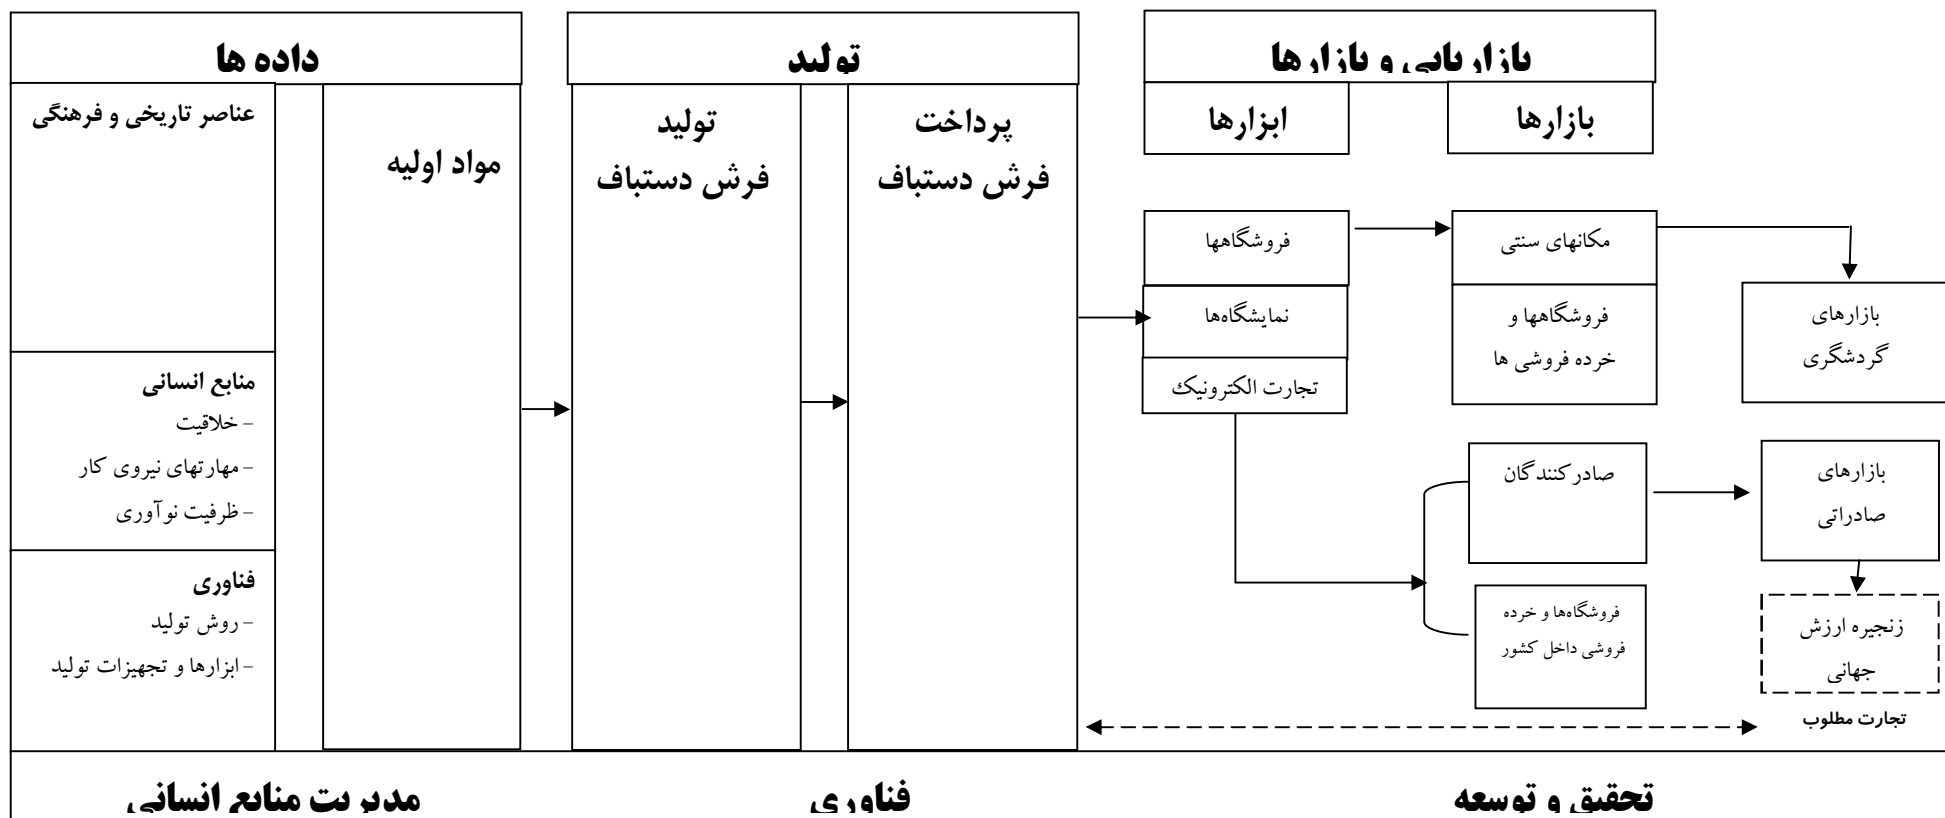 داده ها
تولید
بازاریابی و بازارها
عناصر تاریخی و فرهنگی
منابع انسانی
- خلاقیت
- مهارتهای نیروی کار
- ظرفیت نوآوری
فناوری
- روش تولید
- ابزارها و تجهیزات تولید
مواد اولیه
تولید
فرش دستباف
پرداخت
فرش دستباف
ابزارها
بازارها
فروشگاهها
نمایشگاه‌ها
تجارت الکترونیک
مکانهای سنتی
فروشگاهها و
خرده فروشی ها
بازارهای
گردشگری
صادرکنندگان
فروشگاه‌ها و خرده
فروشی داخل کشور
بازارهای
صادراتی
زنجیره ارزش
جهانی
تجارت مطلوب
مدیریت منابع انسانی
فناوری
تحقیق و توسعه